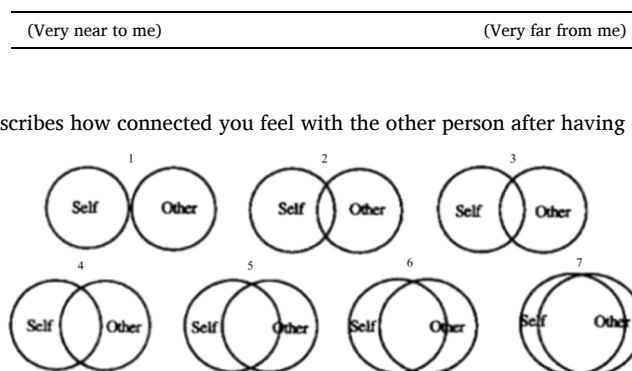 (Very near to me) (Very far from me)
scribes how connected you feel with the other person after having
1 2 3
Self Other Self Other Self Other
4 5 6 7
Self Other Self Other Self Other Self Other